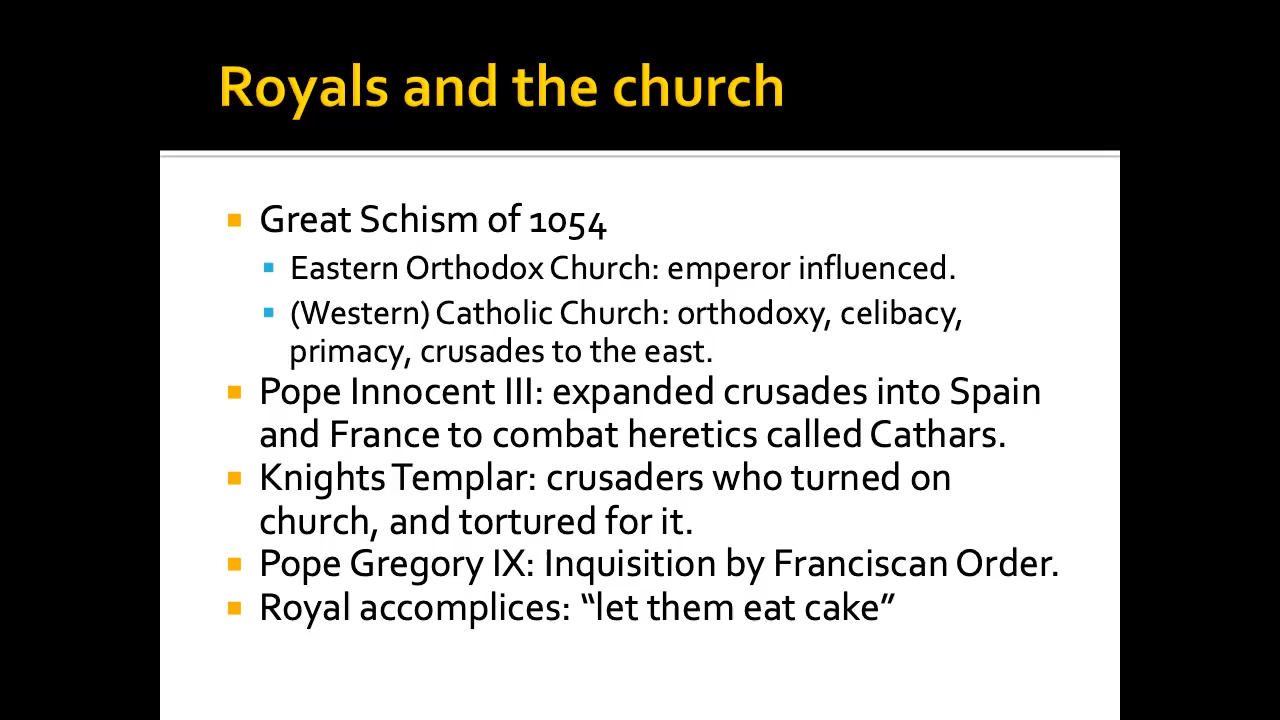 Royals and the church
Great Schism of 1054
Eastern Orthodox Church: emperor influenced.
(Western) Catholic Church: orthodoxy, celibacy,
primacy, crusades to the east.
Pope Innocent III: expanded crusades into Spain
and France to combat heretics called Cathars.
Knights Templar: crusaders who turned on
church, and tortured for it.
Pope Gregory IX: Inquisition by Franciscan Order.
Royal accomplices: “let them eat cake”